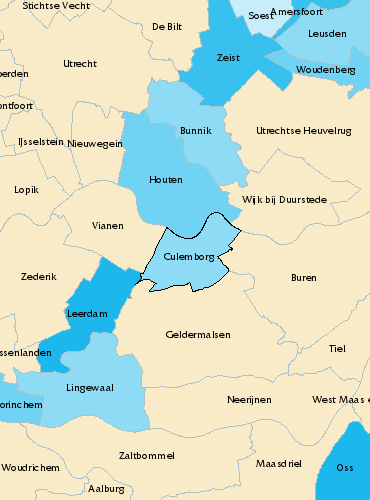 Stichtse Vecht
Amersfoort
Soest
De Bilt
Leusden
Zeist
Utrecht
Woudenberg
erden
ontfoort
Bunnik
Utrechtse Heuvelrug
IJsselstein
Nieuwegein
Houten
Lopik
Wijk bij Duurstede
Vianen
Culemborg
Zederik
Buren
Leerdam
Geldermalsen
Tiel
ssenlanden
Lingewaal
Neerijnen
West Maas e
orinchem
Zaltbommel
Maasdriel
Woudrichem
Oss
Aalburg